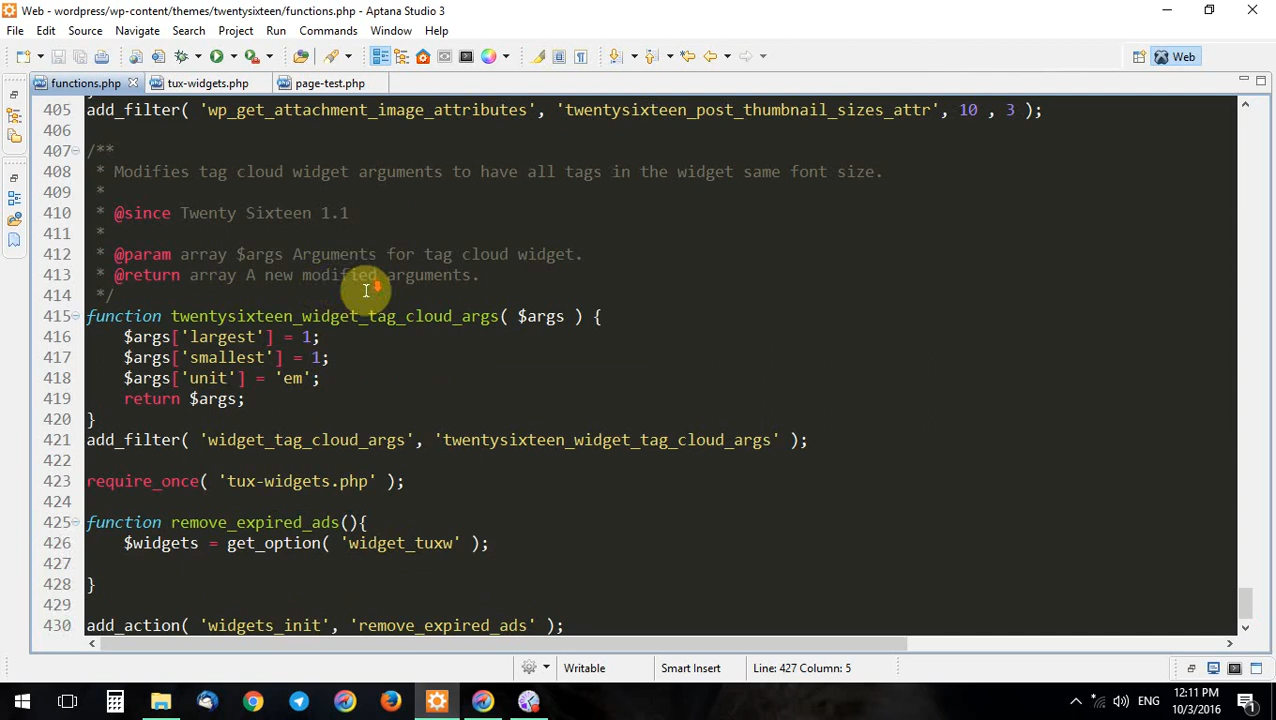 Web - wordpress/wp-content/themes/twentysixteen/functions.php - Aptana Studio 3
File Edit Source Navigate Search Project Run Commands Window Help
Web
functions.php tux-widgets.php page-test.php
405 add_filter( 'wp_get_attachment_image_attributes', 'twentysixteen_post_thumbnail_sizes_attr', 10 , 3 );
406
407 /**
408 * Modifies tag cloud widget arguments to have all tags in the widget same font size.
409 *
410 * @since Twenty Sixteen 1.1
411 *
412 * @param array $args Arguments for tag cloud widget.
413 * @return array A new modified arguments.
414 */
415 function twentysixteen_widget_tag_cloud_args( $args ) {
416 $args['largest'] = 1;
417 $args['smallest'] = 1;
418 $args['unit'] = 'em';
419 return $args;
420 }
421 add_filter( 'widget_tag_cloud_args', 'twentysixteen_widget_tag_cloud_args' );
422
423 require_once( 'tux-widgets.php' );
424
425 function remove_expired_ads(){
426 $widgets = get_option( 'widget_tuxw' );
427
428 }
429
430 add_action( 'widgets_init', 'remove_expired_ads' );
Writable Smart Insert Line: 427 Column: 5
ENG 12:11 PM
10/3/2016 1